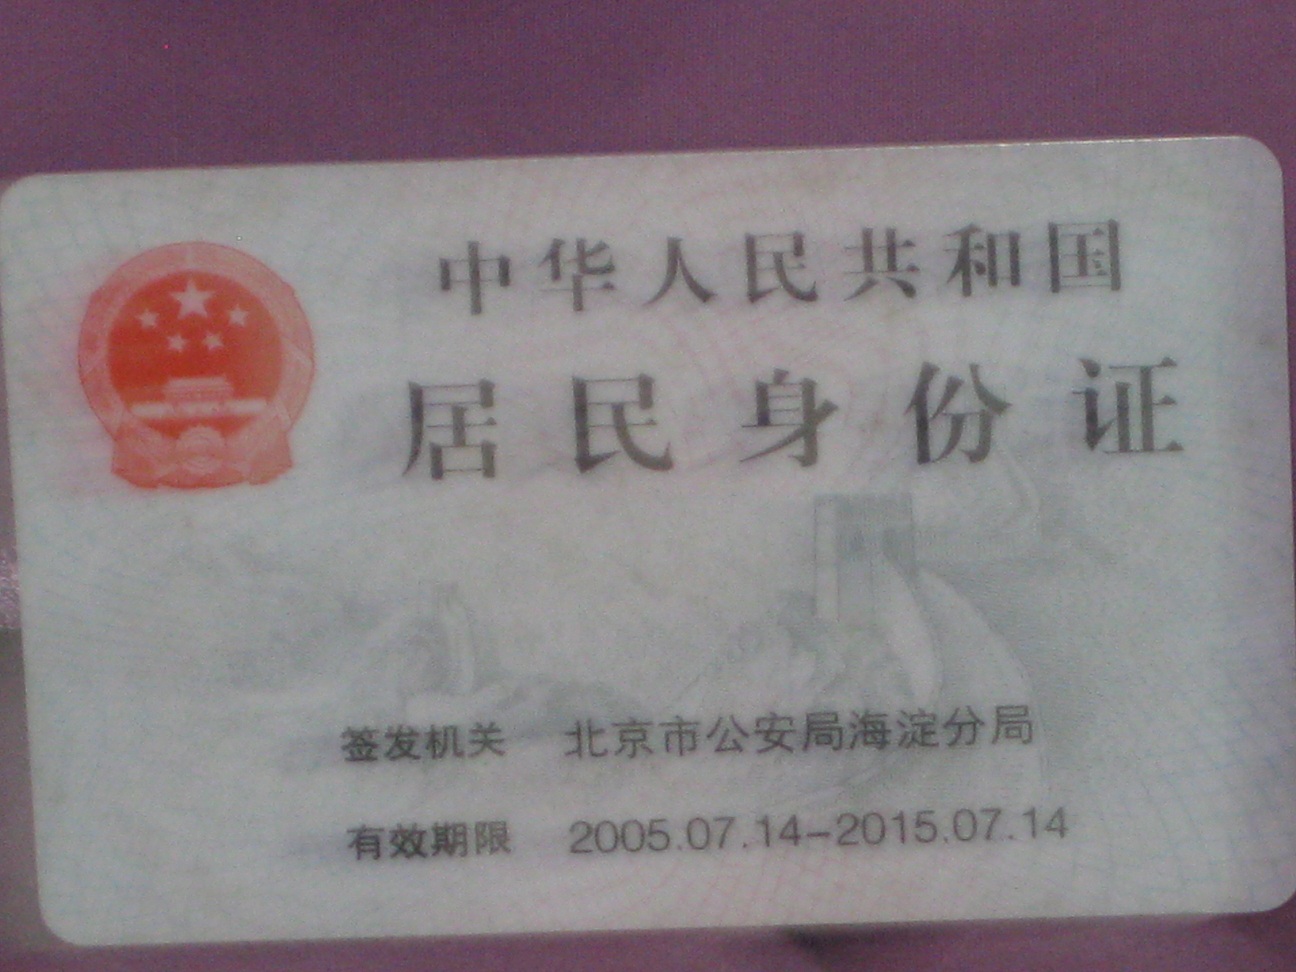 中华人民共和国
居民身份证
签发机关 北京市公安局海淀分局
有效期限 2005.07.14-2015.07.14